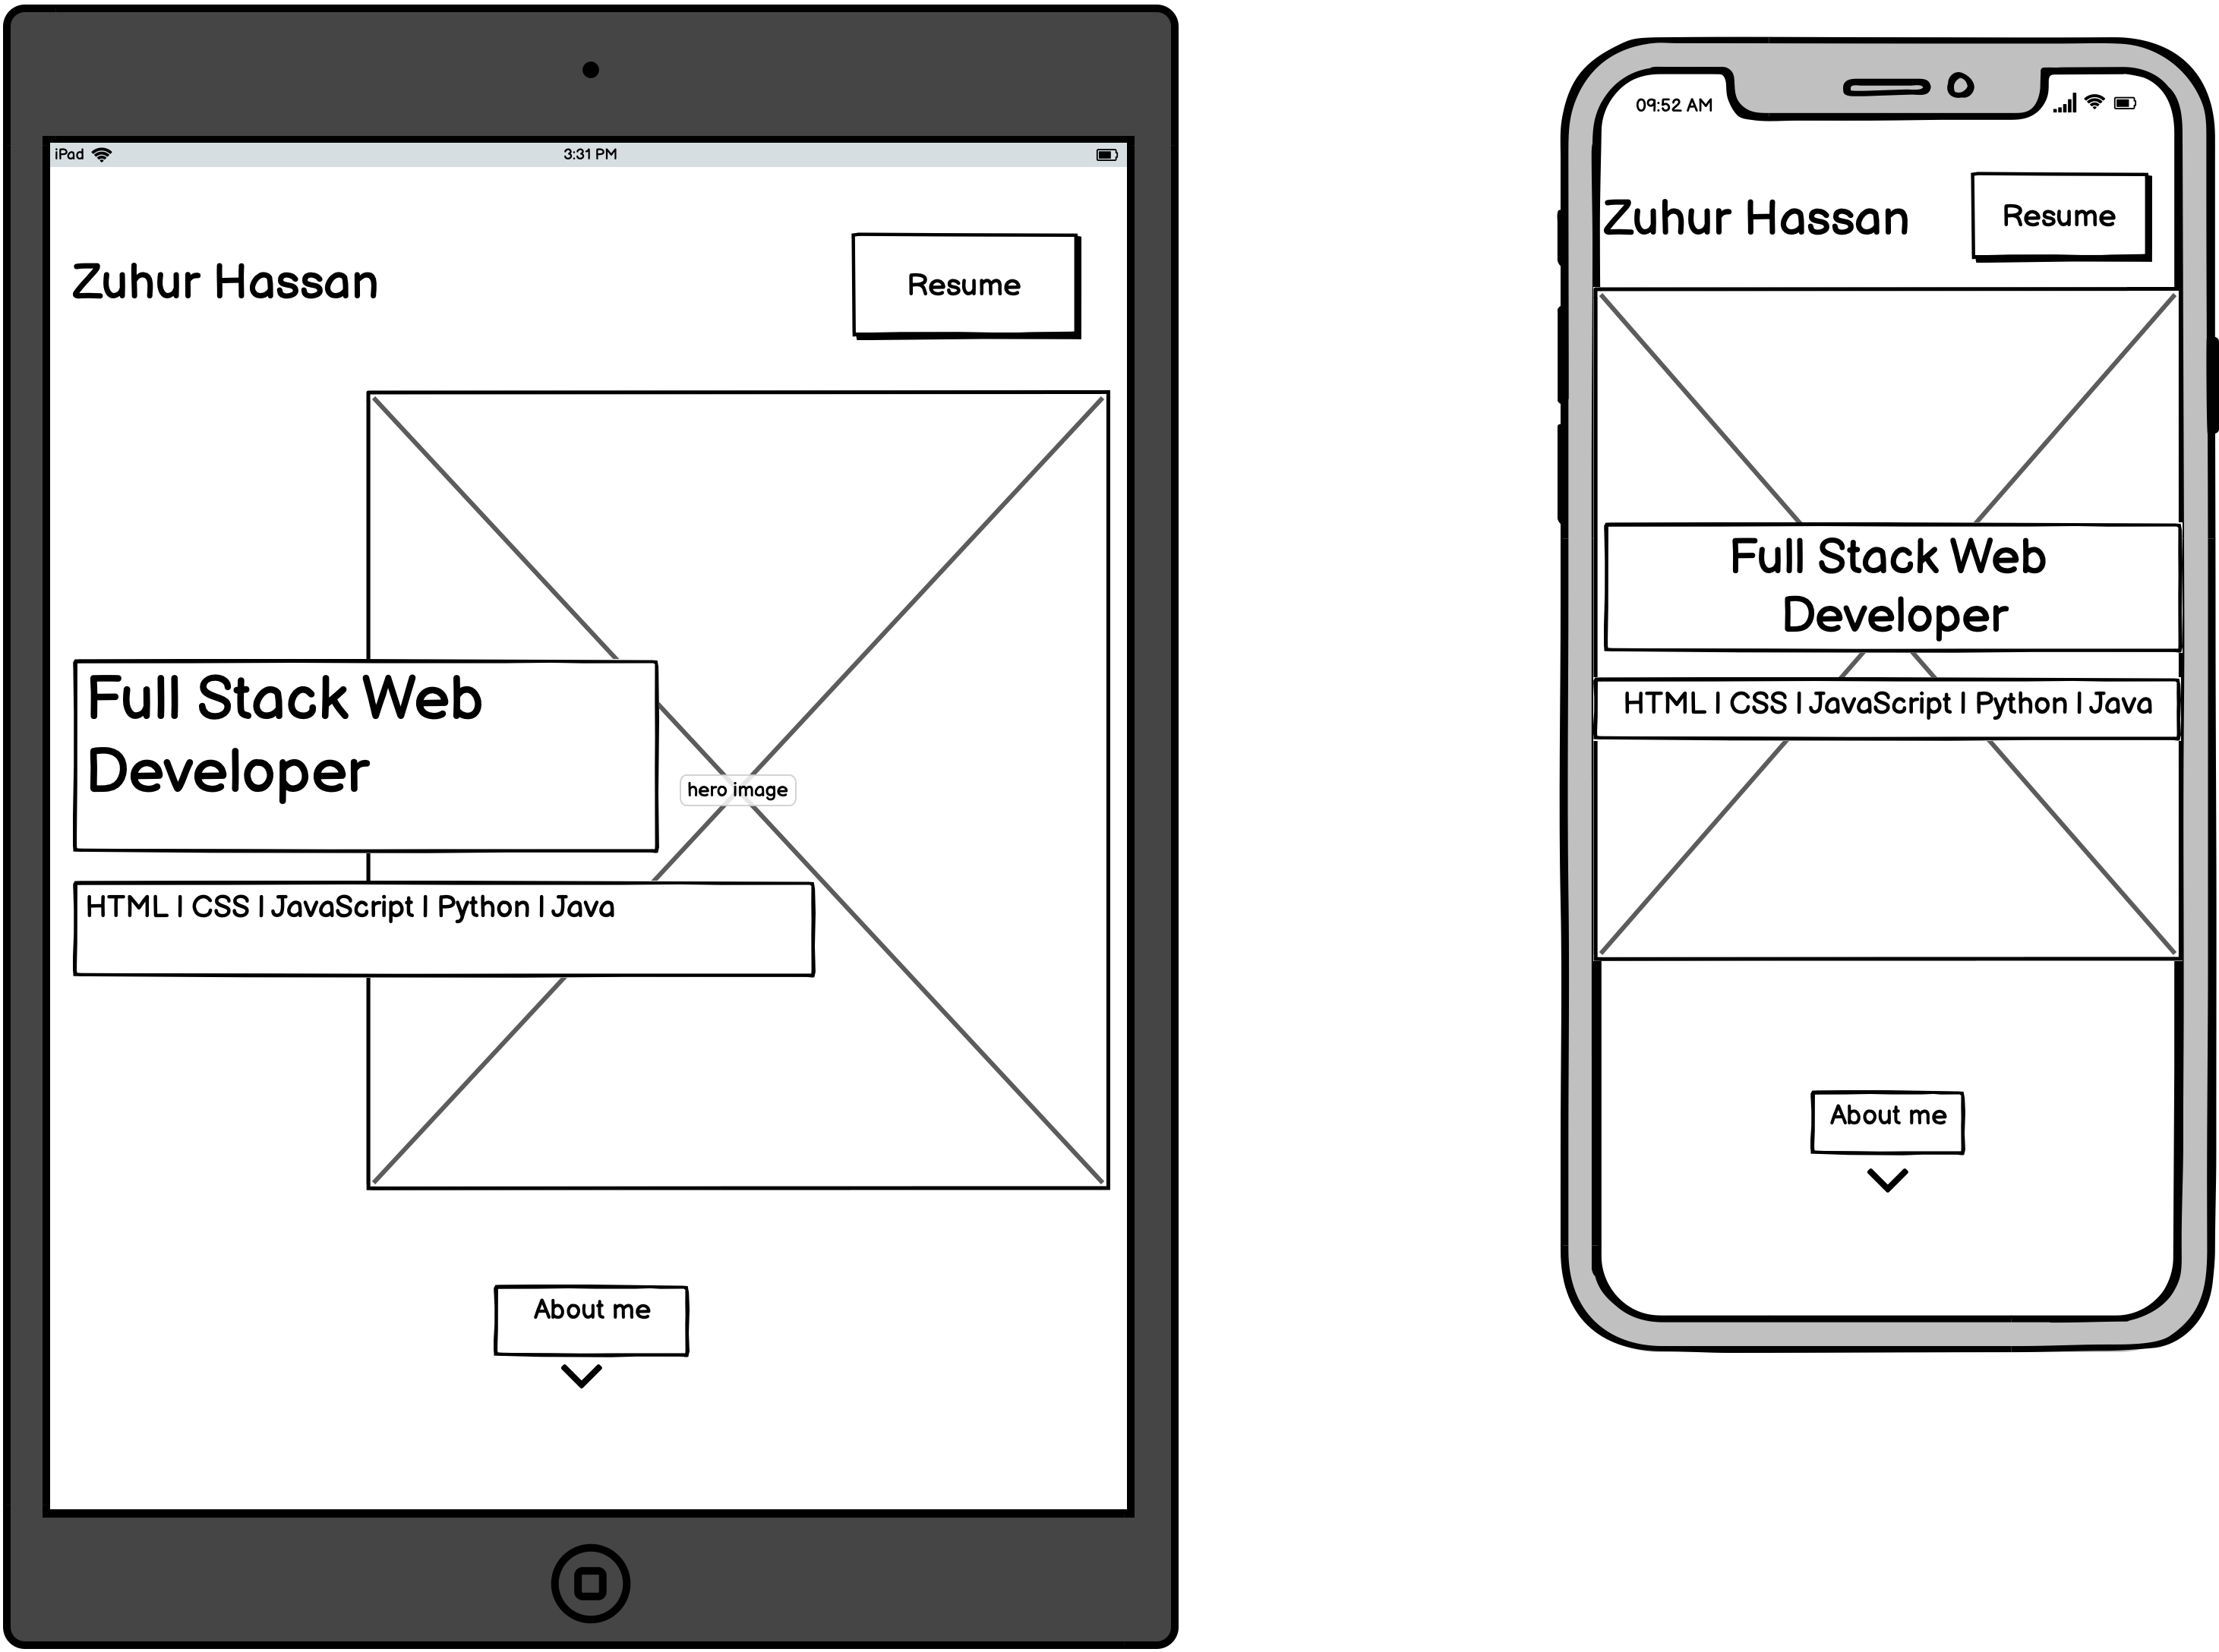 iPad
3:31 PM
Zuhur Hassan
Resume
Full Stack Web
Developer
hero image
HTML | CSS | JavaScript | Python | Java
About me
09:52 AM
Zuhur Hassan
Resume
Full Stack Web
Developer
HTML | CSS | JavaScript | Python | Java
About me